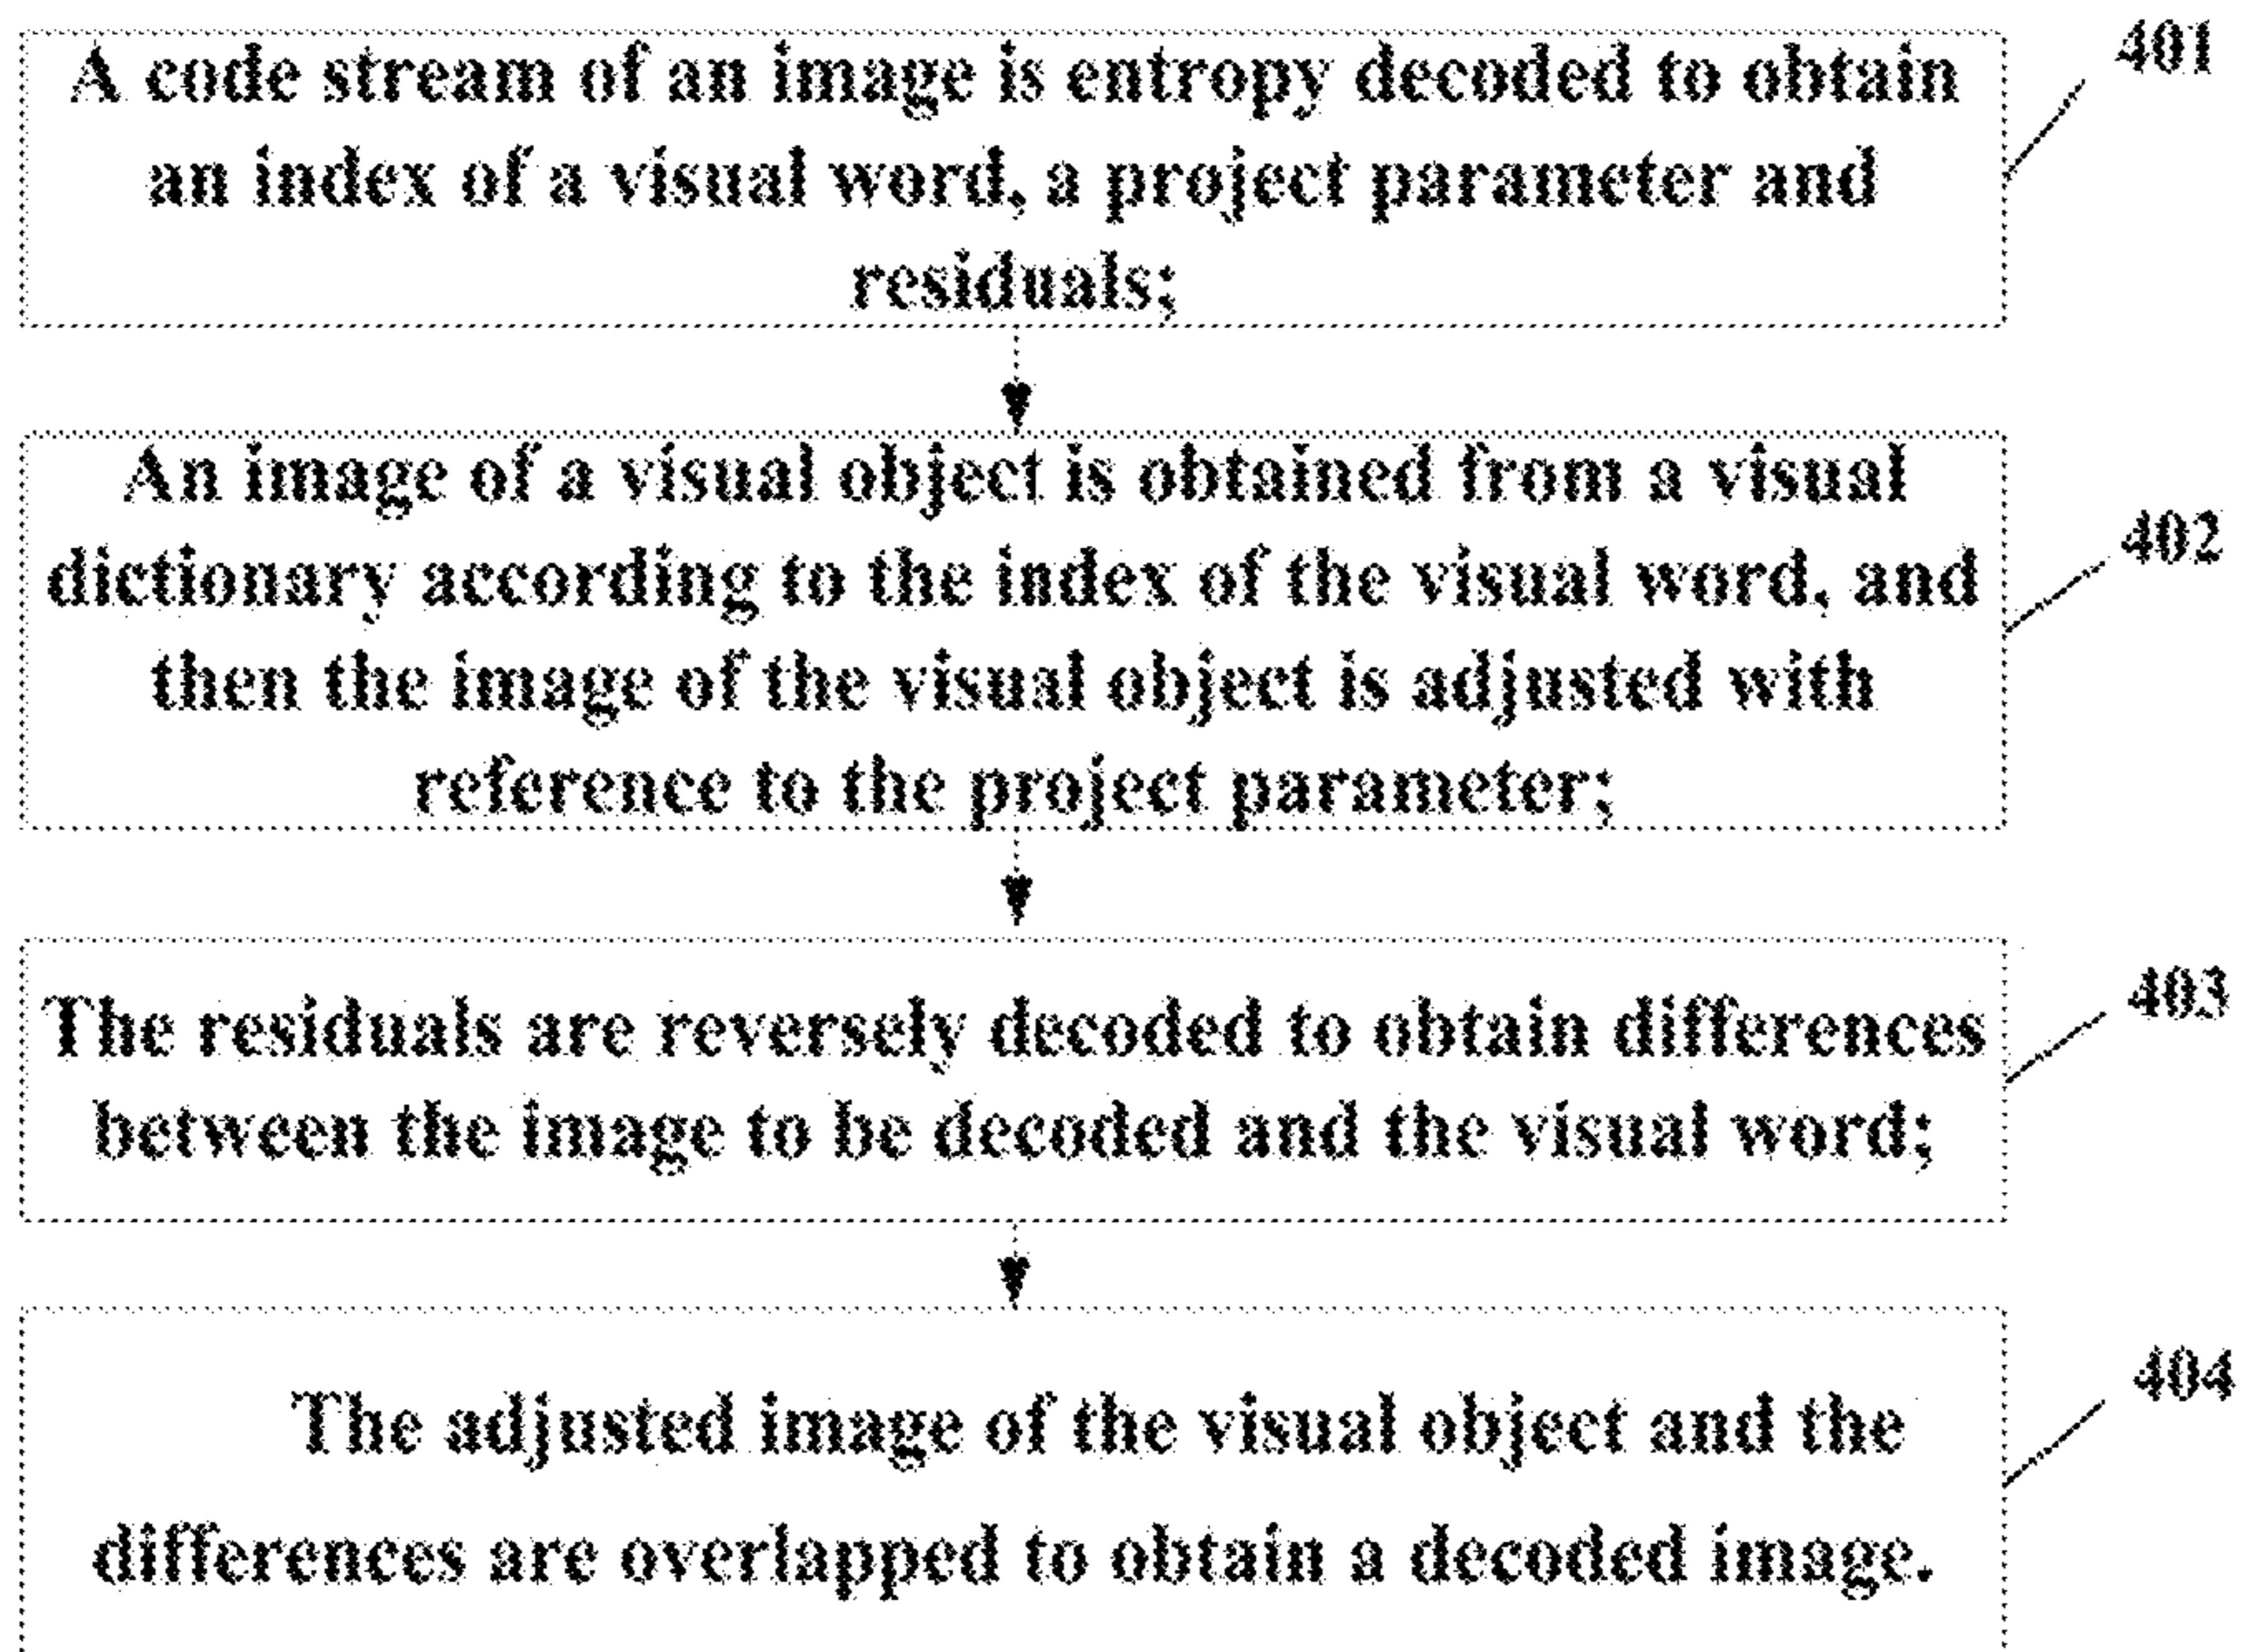 A code stream of an image is entropy decoded to obtain
401
an index of a visual word, a project parameter and
residuals;
An image of a visual object is obtained from a visual
402
dictionary according to the index of the visual word, and
then the image of the visual object is adjusted with
reference to the project parameter;
403
The residuals are reversely decoded to obtain differences
between the image to be decoded and the visual word;
404
The adjusted image of the visual object and the
differences are overlapped to obtain a decoded image.